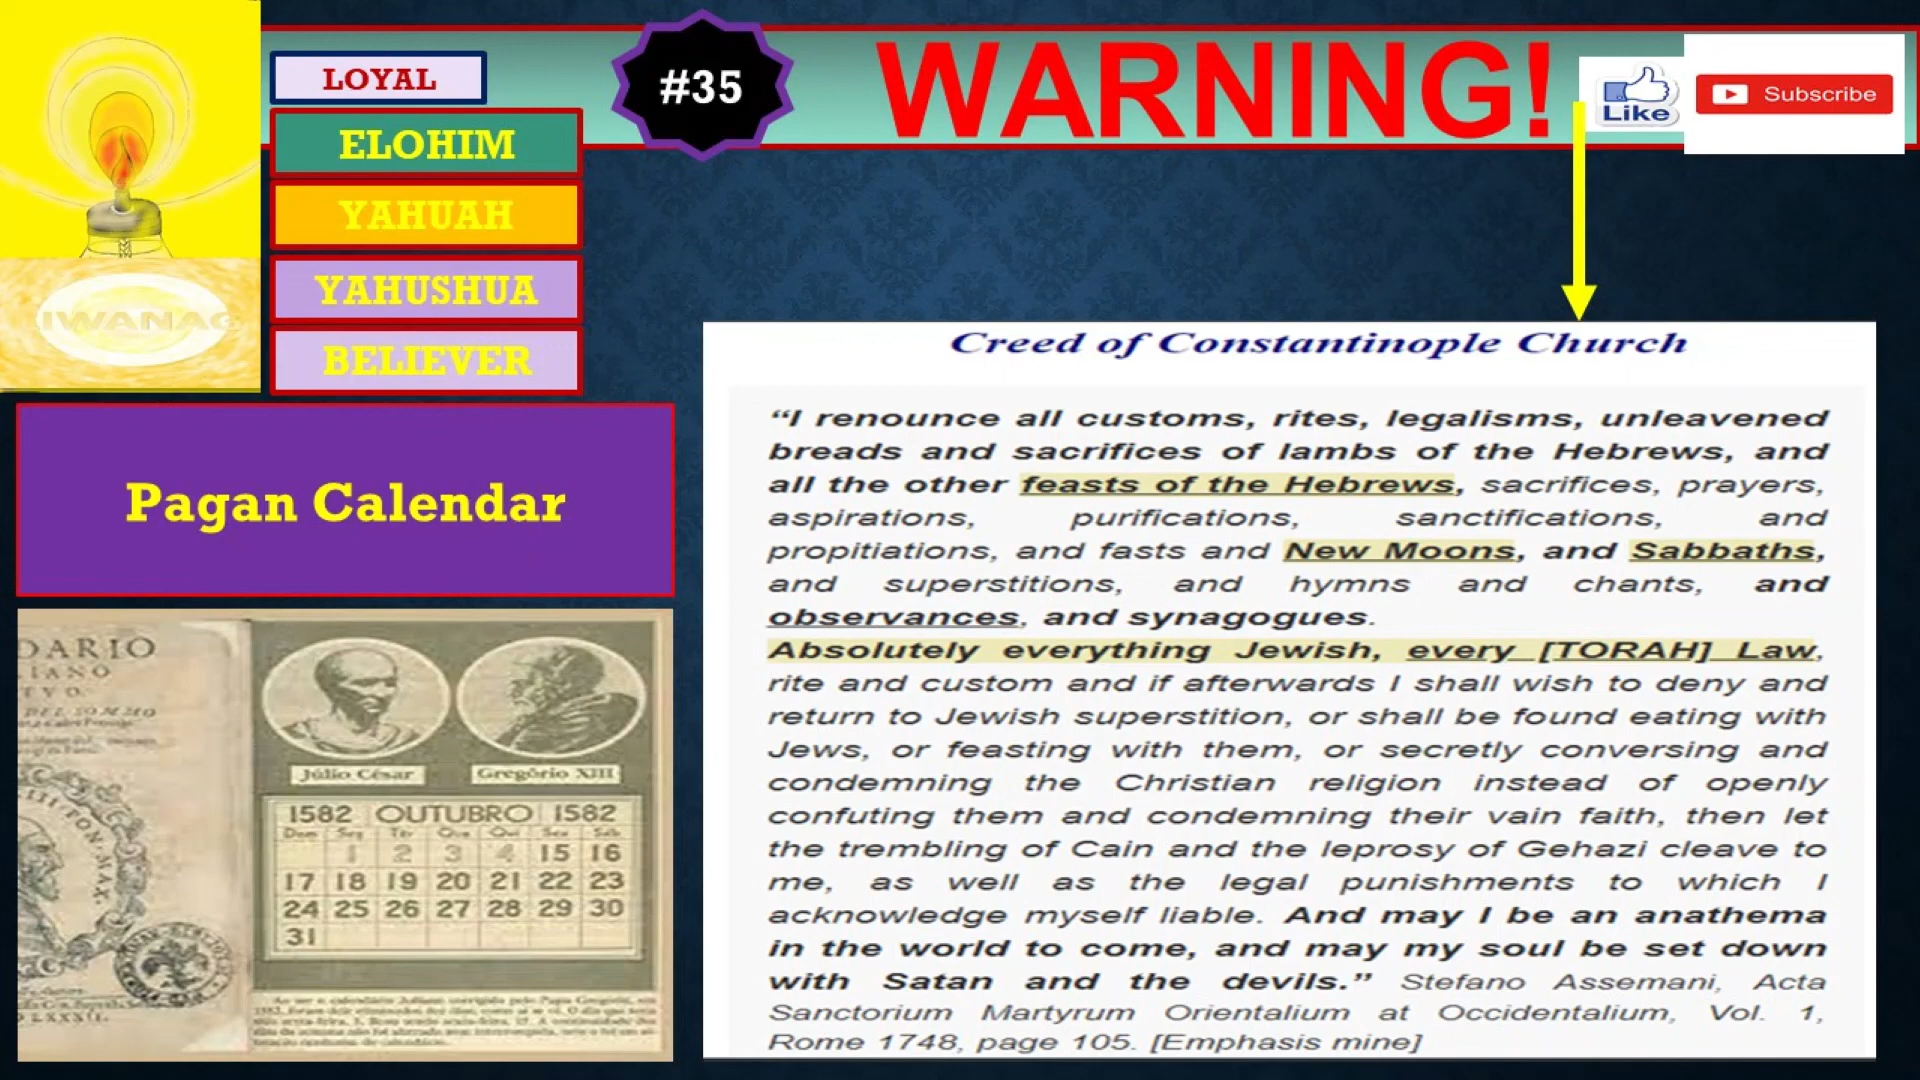 LOYAL
ELOHIM
YAHUAH
YAHUSHUA
BELIEVER
IWANAG
#35
WARNING!
Like
Subscribe
Pagan Calendar
DARIO
Júlio César
Gregório XIII
1582 OUTUBRO 1582
Dom Seg Ter Qua Qui Sex Sáb
1 2 3 4 15 16
17 18 19 20 21 22 23
24 25 26 27 28 29 30
31
Creed of Constantinople Church
“I renounce all customs, rites, legalisms, unleavened
breads and sacrifices of lambs of the Hebrews, and
all the other feasts of the Hebrews, sacrifices, prayers,
aspirations, purifications, sanctifications, and
propitiations, and fasts and New Moons, and Sabbaths,
and superstitions, and hymns and chants, and
observances, and synagogues.
Absolutely everything Jewish, every [TORAH] Law,
rite and custom and if afterwards I shall wish to deny and
return to Jewish superstition, or shall be found eating with
Jews, or feasting with them, or secretly conversing and
condemning the Christian religion instead of openly
confuting them and condemning their vain faith, then let
the trembling of Cain and the leprosy of Gehazi cleave to
me, as well as the legal punishments to which I
acknowledge myself liable. And may I be an anathema
in the world to come, and may my soul be set down
with Satan and the devils.” Stefano Assemani, Acta
Sanctorium Martyrum Orientalium at Occidentalium, Vol. 1,
Rome 1748, page 105. [Emphasis mine]